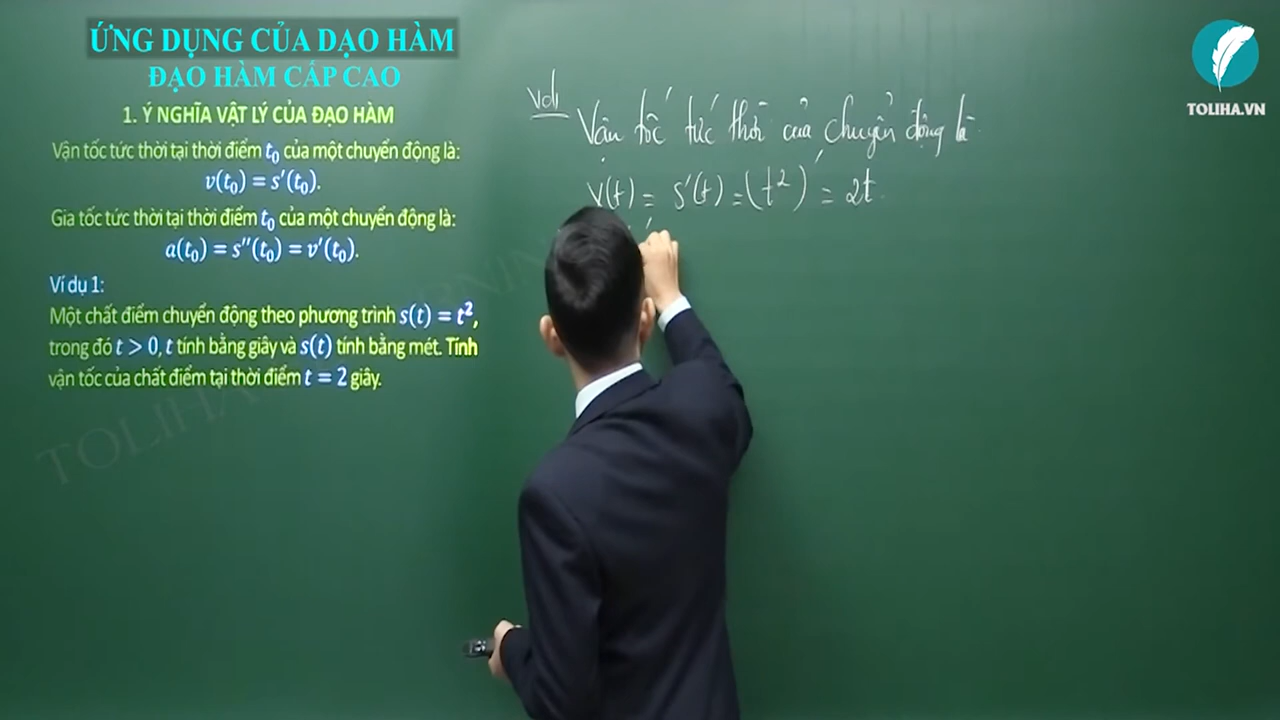 ỨNG DỤNG CỦA DẠO HÀM
ĐẠO HÀM CẤP CAO
1. Ý NGHĨA VẬT LÝ CỦA ĐẠO HÀM
Vận tốc tức thời tại thời điểm t₀ của một chuyển động là:
v(t₀) = s′(t₀).
Gia tốc tức thời tại thời điểm t₀ của một chuyển động là:
a(t₀) = s″(t₀) = v′(t₀).
Ví dụ 1:
Một chất điểm chuyển động theo phương trình s(t) = t²,
trong đó t > 0, t tính bằng giây và s(t) tính bằng mét. Tính
vận tốc của chất điểm tại thời điểm t = 2 giây.
Vd1
Vận tốc tức thời của chuyển động là
v(t) = s′(t) = (t²)′ = 2t
TOLIHA.VN
TOLIHA